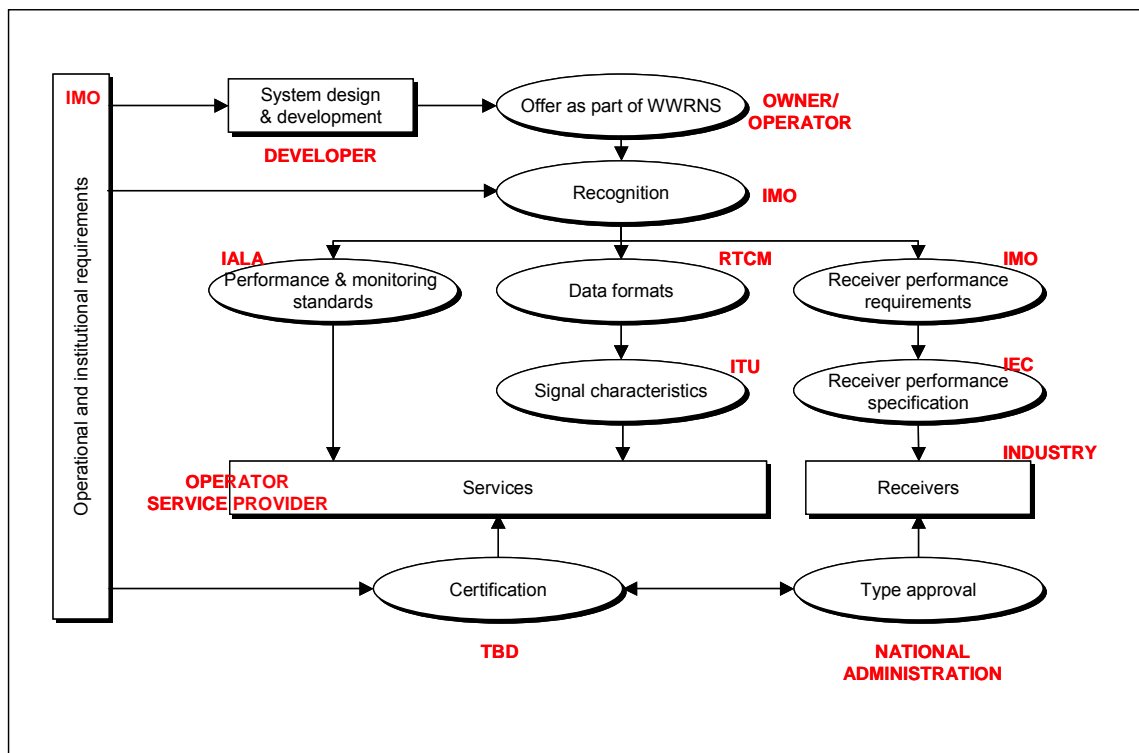 IMO
Operational and institutional requirements
System design
& development
DEVELOPER
Offer as part of WWRNS
OWNER/
OPERATOR
Recognition
IMO
IALA
Performance & monitoring
standards
RTCM
Data formats
IMO
Receiver performance
requirements
ITU
Signal characteristics
IEC
Receiver performance
specification
OPERATOR
SERVICE PROVIDER
Services
INDUSTRY
Receivers
Certification
TBD
Type approval
NATIONAL
ADMINISTRATION